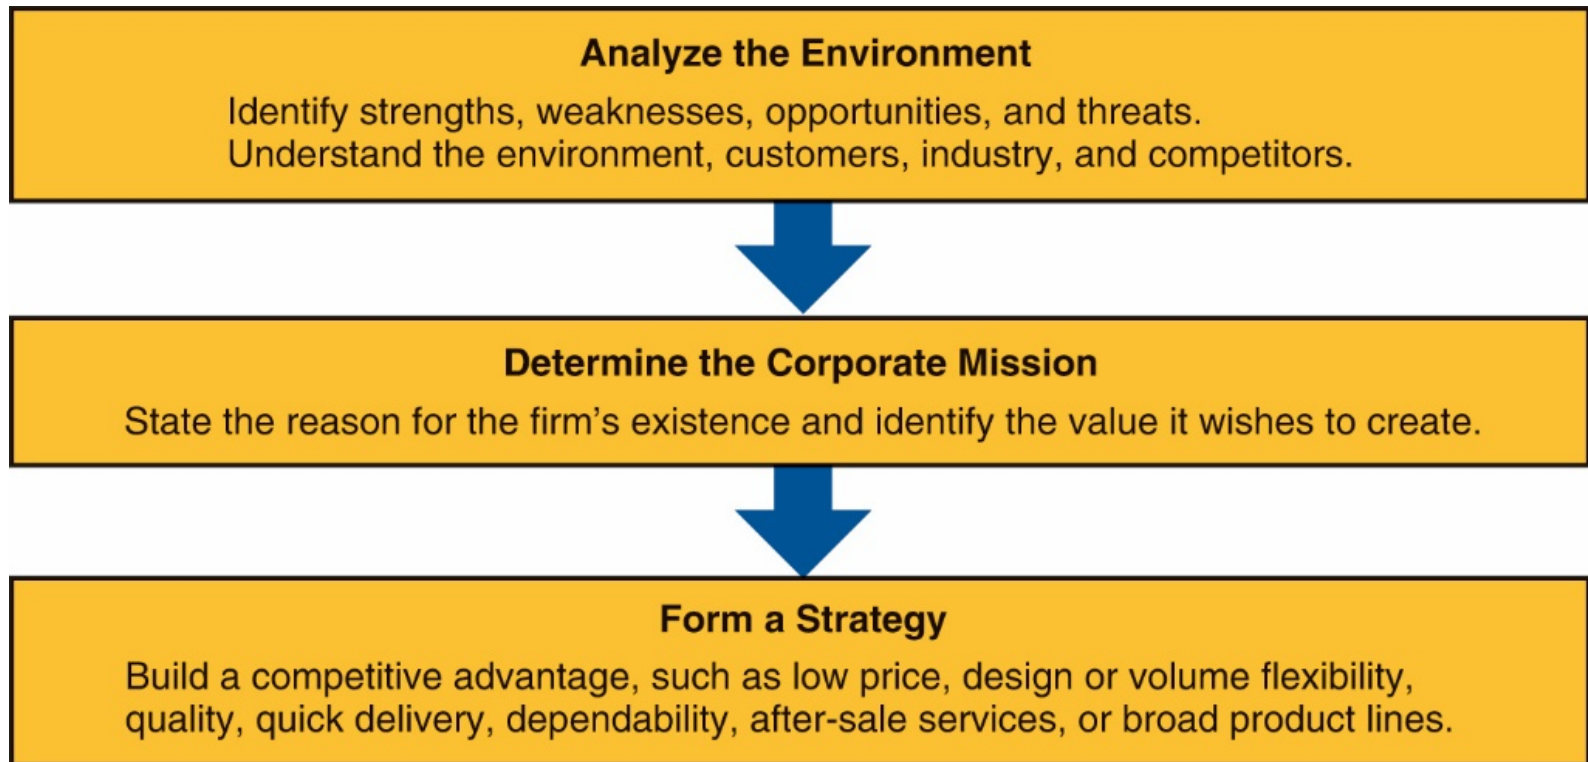 Analyze the Environment
Identify strengths, weaknesses, opportunities, and threats.
Understand the environment, customers, industry, and competitors.
Determine the Corporate Mission
State the reason for the firm's existence and identify the value it wishes to create.
Form a Strategy
Build a competitive advantage, such as low price, design or volume flexibility,
quality, quick delivery, dependability, after-sale services, or broad product lines.